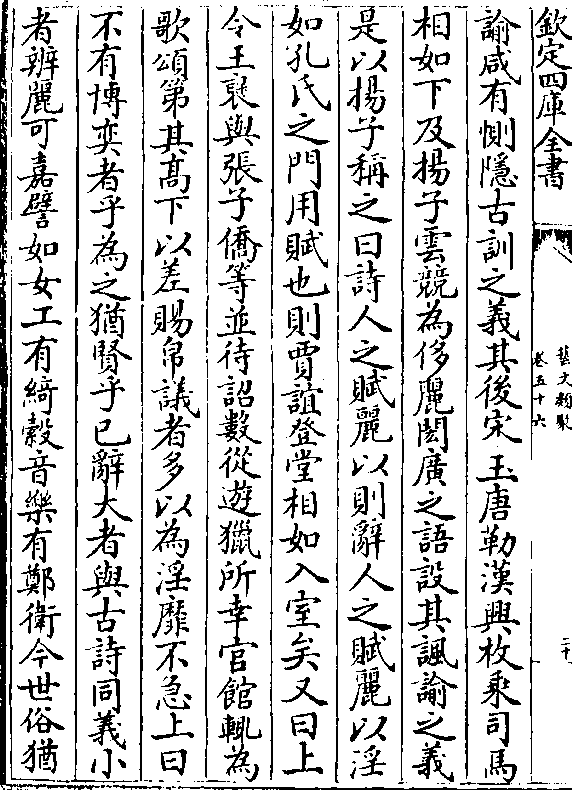 欽定四庫全書
藝文類聚
卷五十六
二十
諭咸有惻隱古訓之義其後宋玉唐勒漢興枚乘司馬
相如下及揚子雲競為侈麗閎廣之語設其諷諭之義
是以揚子稱之曰詩人之賦麗以則辭人之賦麗以淫
如孔氏之門用賦也則賈誼登堂相如入室矣又曰上
令王襃與張子僑等並待詔數從遊獵所幸宫館輒為
歌頌第其髙下以差賜帛議者多以為淫靡不急上曰
不有博奕者乎為之猶賢乎已辭大者與古詩同義小
者辨麗可嘉譬如女工有綺縠音樂有鄭衛今世俗猶